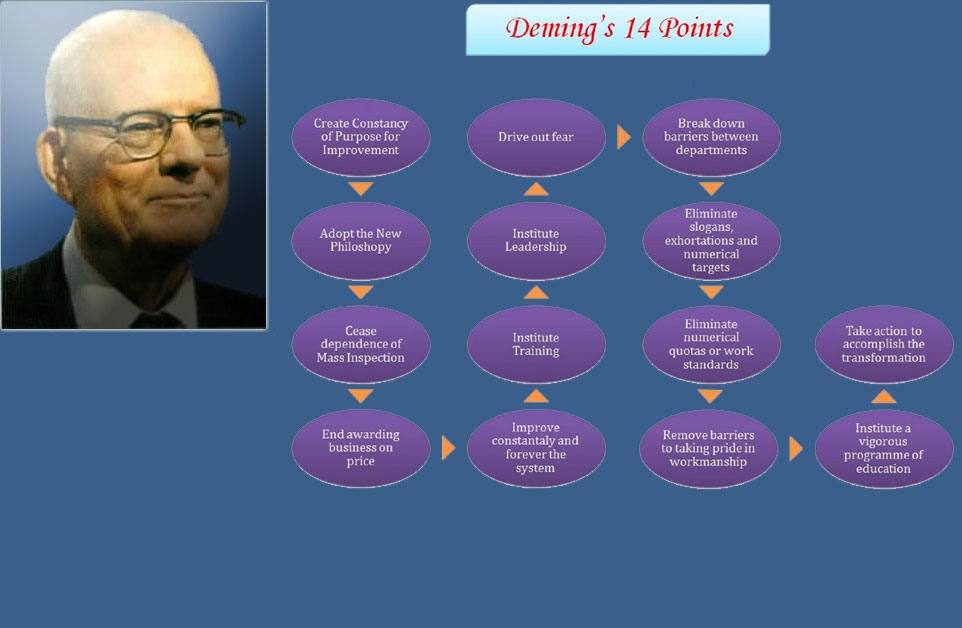 Deming's 14 Points
Create Constancy
of Purpose for
Improvement
Adopt the New
Philoshopy
Cease
dependence of
Mass Inspection
End awarding
business on
price
Improve
constantaly and
forever the
system
Institute
Training
Institute
Leadership
Drive out fear
Break down
barriers between
departments
Eliminate
slogans,
exhortations and
numerical
targets
Eliminate
numerical
quotas or work
standards
Remove barriers
to taking pride in
workmanship
Institute a
vigorous
programme of
education
Take action to
accomplish the
transformation